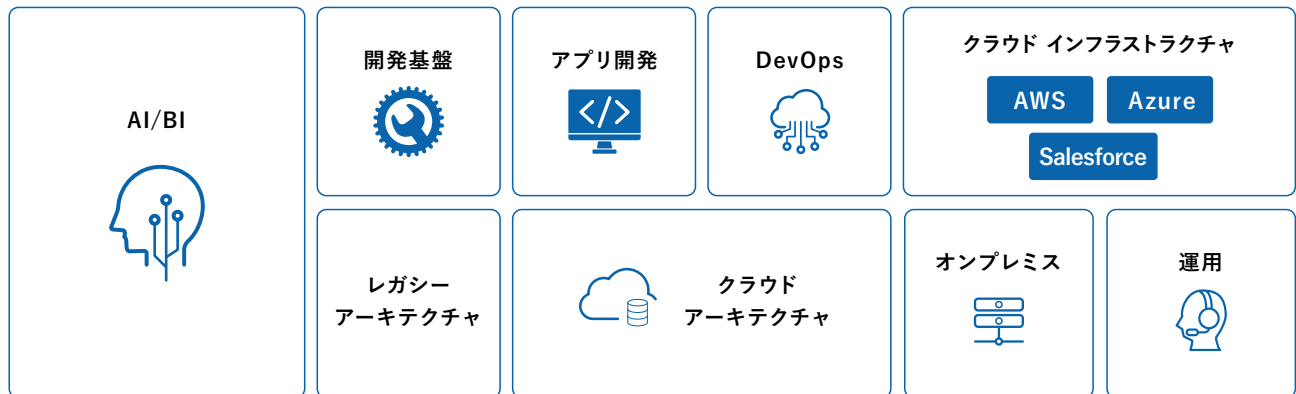 AI/BI
開発基盤
アプリ開発
</>
DevOps
クラウド インフラストラクチャ
AWS
Azure
Salesforce
レガシー
アーキテクチャ
クラウド
アーキテクチャ
オンプレミス
運用